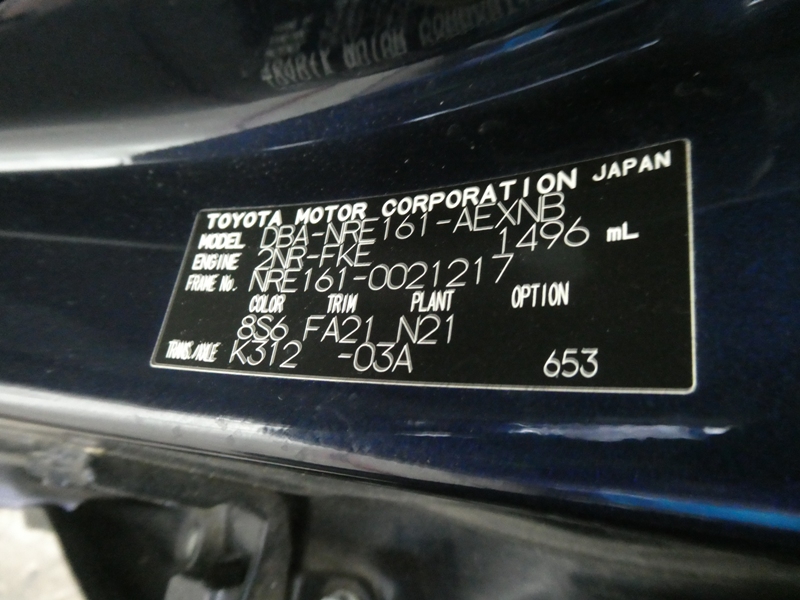 TOYOTA MOTOR CORPORATION JAPAN
MODEL DBA-NRE161-AEXNB
ENGINE 2NR-FKE 1496 mL
FRAME No. NRE161-0021217
COLOR TRIM PLANT OPTION
8S6 FA21 N21
TRANS./AXLE K312 -03A 653